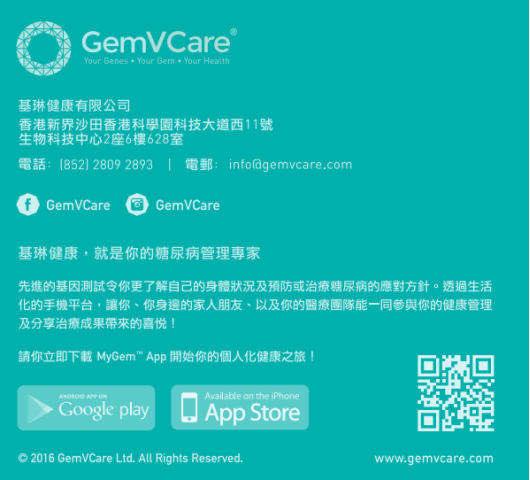 GemVCare®
Your Genes • Your Gem • Your Health
基琳健康有限公司
香港新界沙田香港科學園科技大道西11號
生物科技中心2座6樓628室
電話: (852) 2809 2893 | 電郵: info@gemvcare.com
GemVCare GemVCare
基琳健康，就是你的糖尿病管理專家
先進的基因測試令你更了解自己的身體狀況及預防或治療糖尿病的應對方針。透過生活
化的手機平台，讓你、你身邊的家人朋友、以及你的醫療團隊能一同參與你的健康管理
及分享治療成果帶來的喜悅！
請你立即下載 MyGem™ App 開始你的個人化健康之旅！
ANDROID APP ON
Google play
Available on the iPhone
App Store
© 2016 GemVCare Ltd. All Rights Reserved.
www.gemvcare.com